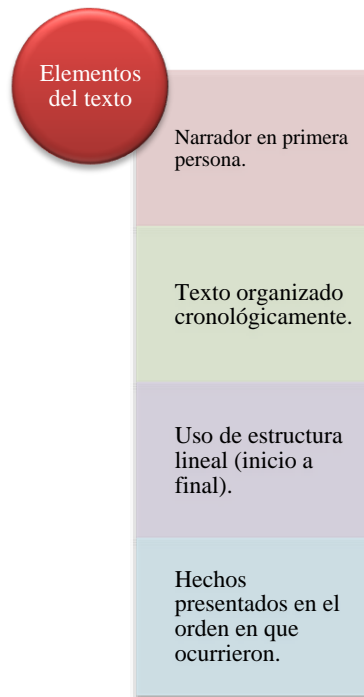 Elementos
del texto
Narrador en primera
persona.
Texto organizado
cronológicamente.
Uso de estructura
lineal (inicio a
final).
Hechos
presentados en el
orden en que
ocurrieron.